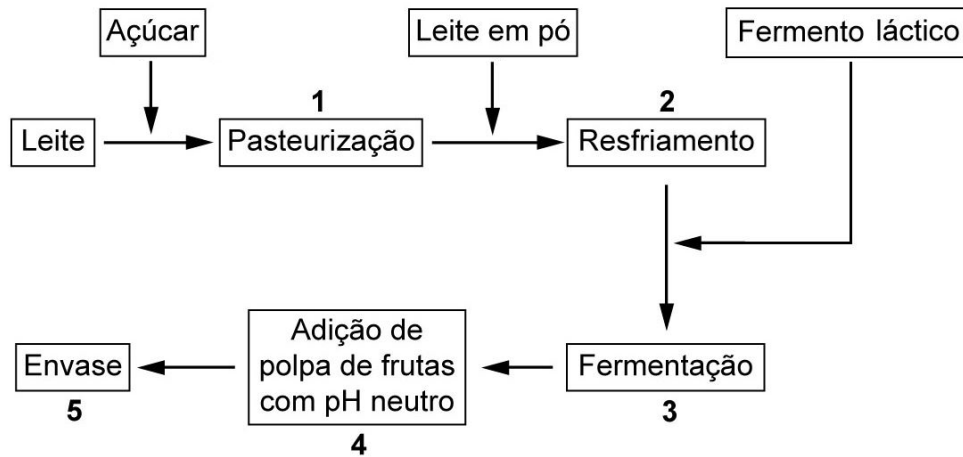 Açúcar
Leite em pó
Fermento láctico
1
2
Leite
Pasteurização
Resfriamento
Envase
5
Adição de
polpa de frutas
com pH neutro
4
Fermentação
3